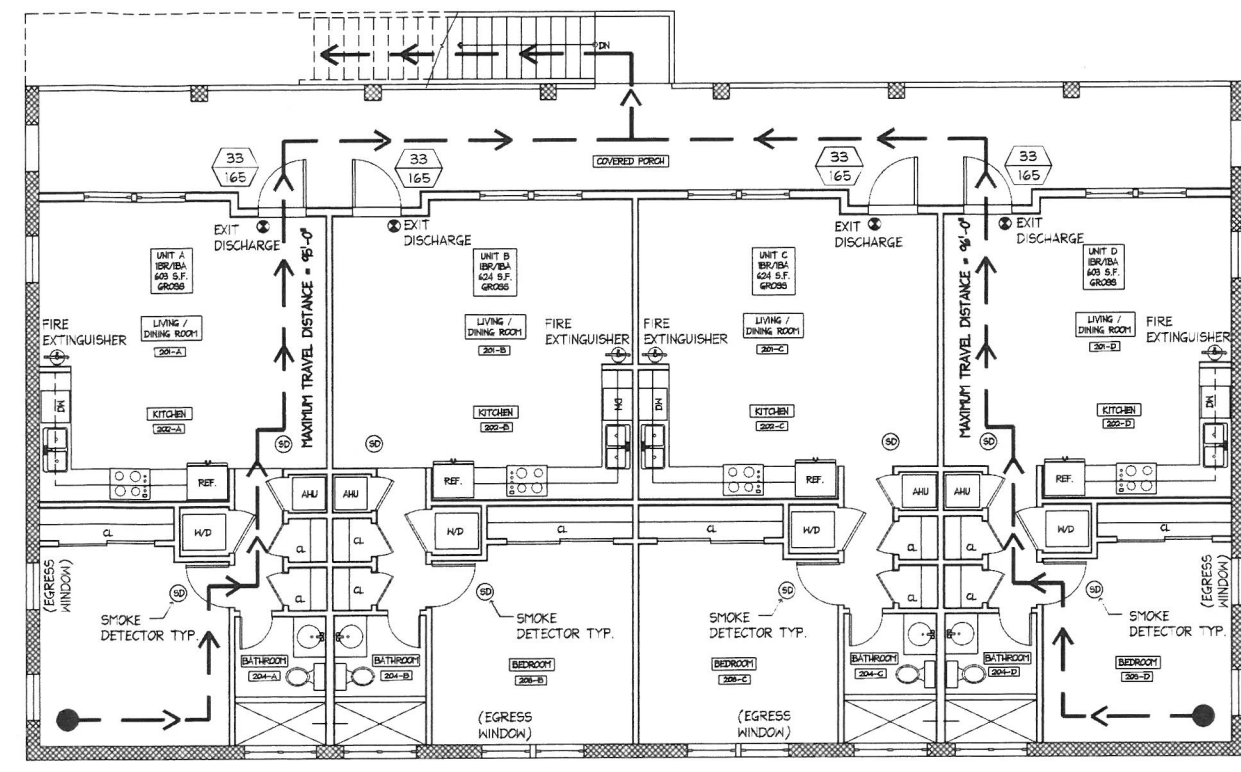 DN
COVERED PORCH
33
165
33
165
33
165
33
165
EXIT
DISCHARGE
EXIT
DISCHARGE
EXIT
DISCHARGE
EXIT
DISCHARGE
UNIT A
1BR/1BA
603 S.F.
GROSS
UNIT B
1BR/1BA
624 S.F.
GROSS
UNIT C
1BR/1BA
624 S.F.
GROSS
UNIT D
1BR/1BA
603 S.F.
GROSS
MAXIMUM TRAVEL DISTANCE = 95'-0"
MAXIMUM TRAVEL DISTANCE = 96'-0"
LIVING /
DINING ROOM
201-A
LIVING /
DINING ROOM
201-B
LIVING /
DINING ROOM
201-C
LIVING /
DINING ROOM
201-D
FIRE
EXTINGUISHER
FIRE
EXTINGUISHER
FIRE
EXTINGUISHER
FIRE
EXTINGUISHER
DW
DW
DW
DW
KITCHEN
202-A
KITCHEN
202-B
KITCHEN
202-C
KITCHEN
202-D
SD
SD
SD
SD
REF.
AHU
AHU
REF.
REF.
AHU
AHU
REF.
CL
W/D
CL
CL
W/D
CL
CL
W/D
CL
CL
W/D
CL
CL
CL
CL
CL
(EGRESS
WINDOW)
SD
SMOKE
DETECTOR TYP.
SD
SMOKE
DETECTOR TYP.
SD
SMOKE
DETECTOR TYP.
SD
SMOKE
DETECTOR TYP.
(EGRESS
WINDOW)
BATHROOM
204-A
BATHROOM
204-B
BEDROOM
203-B
BEDROOM
203-C
BATHROOM
204-C
BATHROOM
204-D
BEDROOM
203-D
(EGRESS
WINDOW)
(EGRESS
WINDOW)